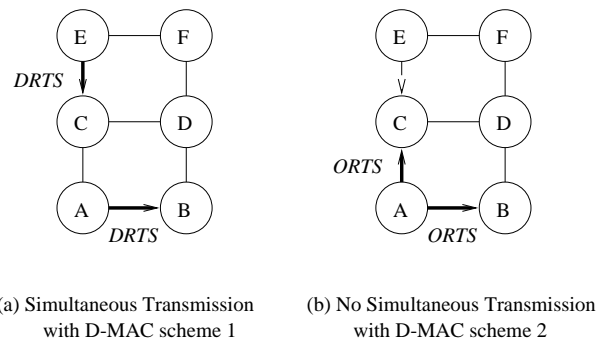 E F E F
DRTS
C D C D
ORTS
A B A B
DRTS ORTS
a) Simultaneous Transmission (b) No Simultaneous Transmission
with D-MAC scheme 1 with D-MAC scheme 2